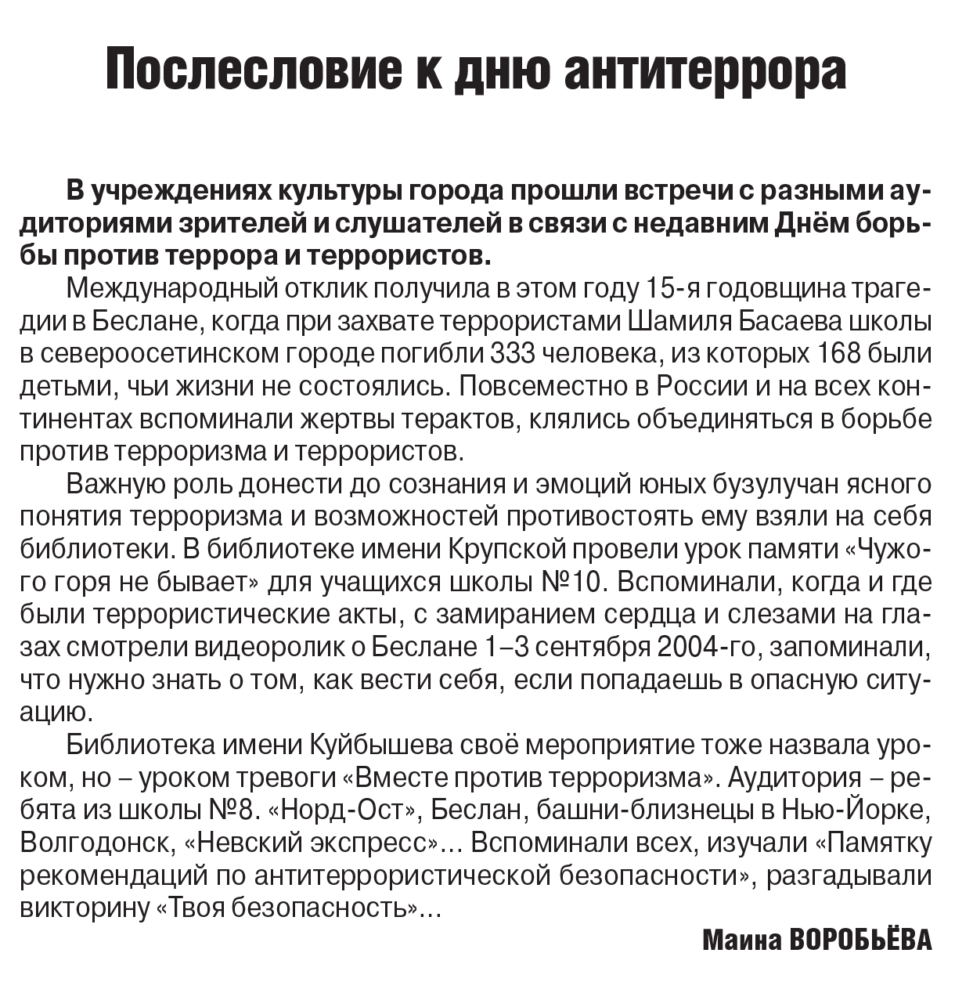 Послесловие к дню антитеррора
В учреждениях культуры города прошли встречи с разными ау-
диториями зрителей и слушателей в связи с недавним Днём борь-
бы против террора и террористов.
Международный отклик получила в этом году 15-я годовщина траге-
дии в Беслане, когда при захвате террористами Шамиля Басаева школы
в североосетинском городе погибли 333 человека, из которых 168 были
детьми, чьи жизни не состоялись. Повсеместно в России и на всех кон-
тинентах вспоминали жертвы терактов, клялись объединяться в борьбе
против терроризма и террористов.
Важную роль донести до сознания и эмоций юных бузулучан ясного
понятия терроризма и возможностей противостоять ему взяли на себя
библиотеки. В библиотеке имени Крупской провели урок памяти «Чужо-
го горя не бывает» для учащихся школы №10. Вспоминали, когда и где
были террористические акты, с замиранием сердца и слезами на гла-
зах смотрели видеоролик о Беслане 1–3 сентября 2004-го, запоминали,
что нужно знать о том, как вести себя, если попадаешь в опасную ситу-
ацию.
Библиотека имени Куйбышева своё мероприятие тоже назвала уро-
ком, но – уроком тревоги «Вместе против терроризма». Аудитория – ре-
бята из школы №8. «Норд-Ост», Беслан, башни-близнецы в Нью-Йорке,
Волгодонск, «Невский экспресс»... Вспоминали всех, изучали «Памятку
рекомендаций по антитеррористической безопасности», разгадывали
викторину «Твоя безопасность»...
Маина ВОРОБЬЁВА